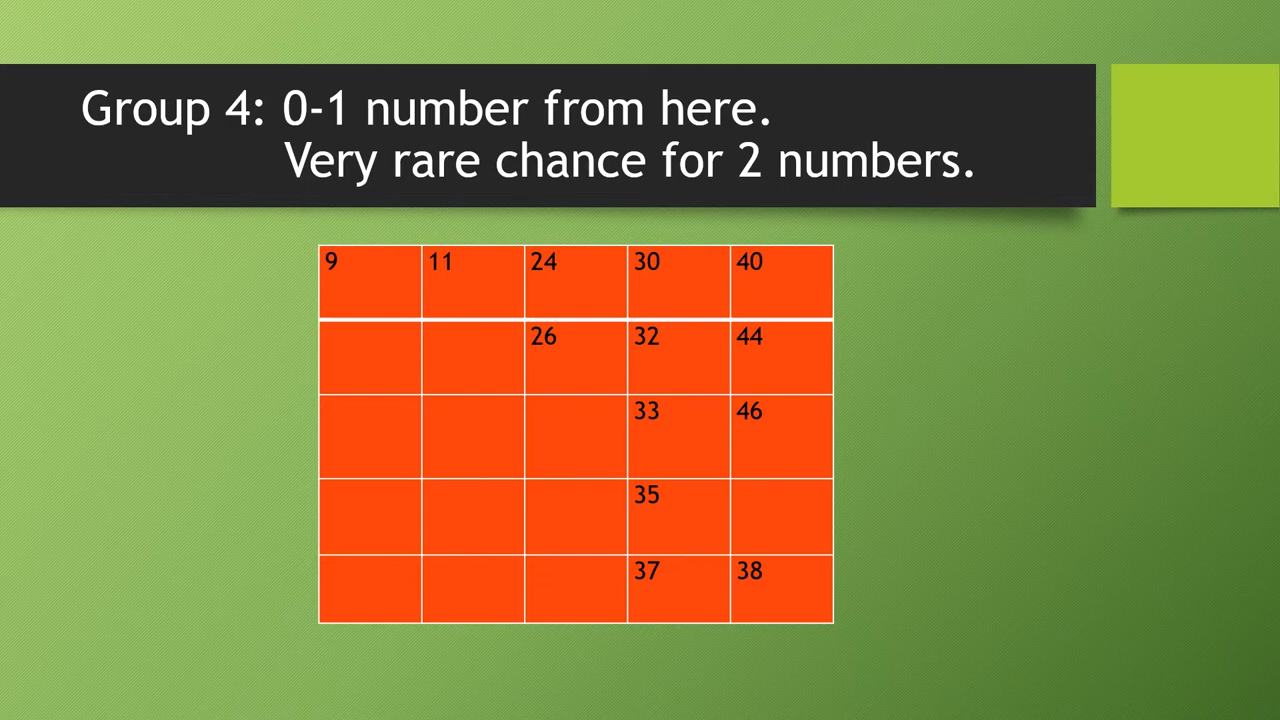 Group 4: 0-1 number from here.
Very rare chance for 2 numbers.
9 11 24 30 40
26 32 44
33 46
35
37 38